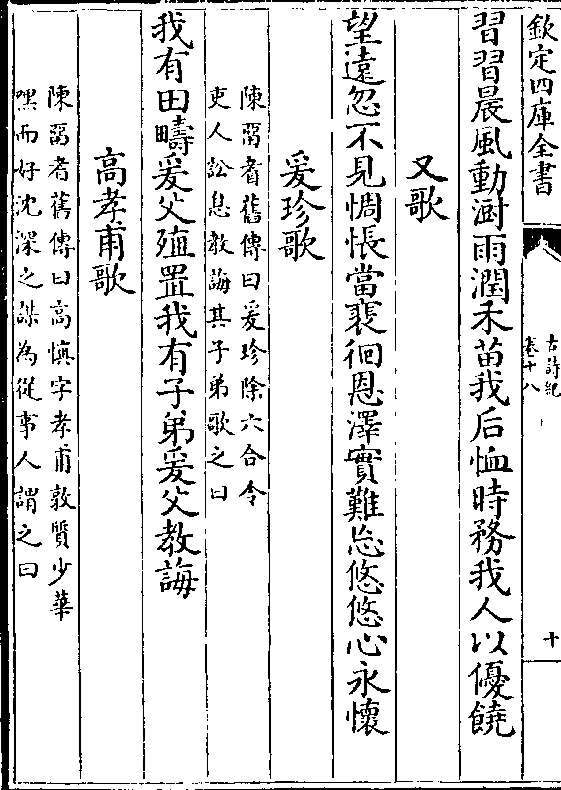 欽定四庫全書
古詩紀
卷十八
十
習習晨風動澍雨潤禾苗我后恤時務我人以優饒
又歌
望遠忽不見惆悵當裴徊恩澤實難忘悠悠心永懷
爰珍歌
陳留耆舊傳曰爰珍除六合令
吏人訟息教誨其子弟歌之曰
我有田疇爰父殖置我有子弟爰父教誨
高孝甫歌
陳留耆舊傳曰高慎字孝甫敦質少華
嘿而好沈深之謀為從事人謂之曰